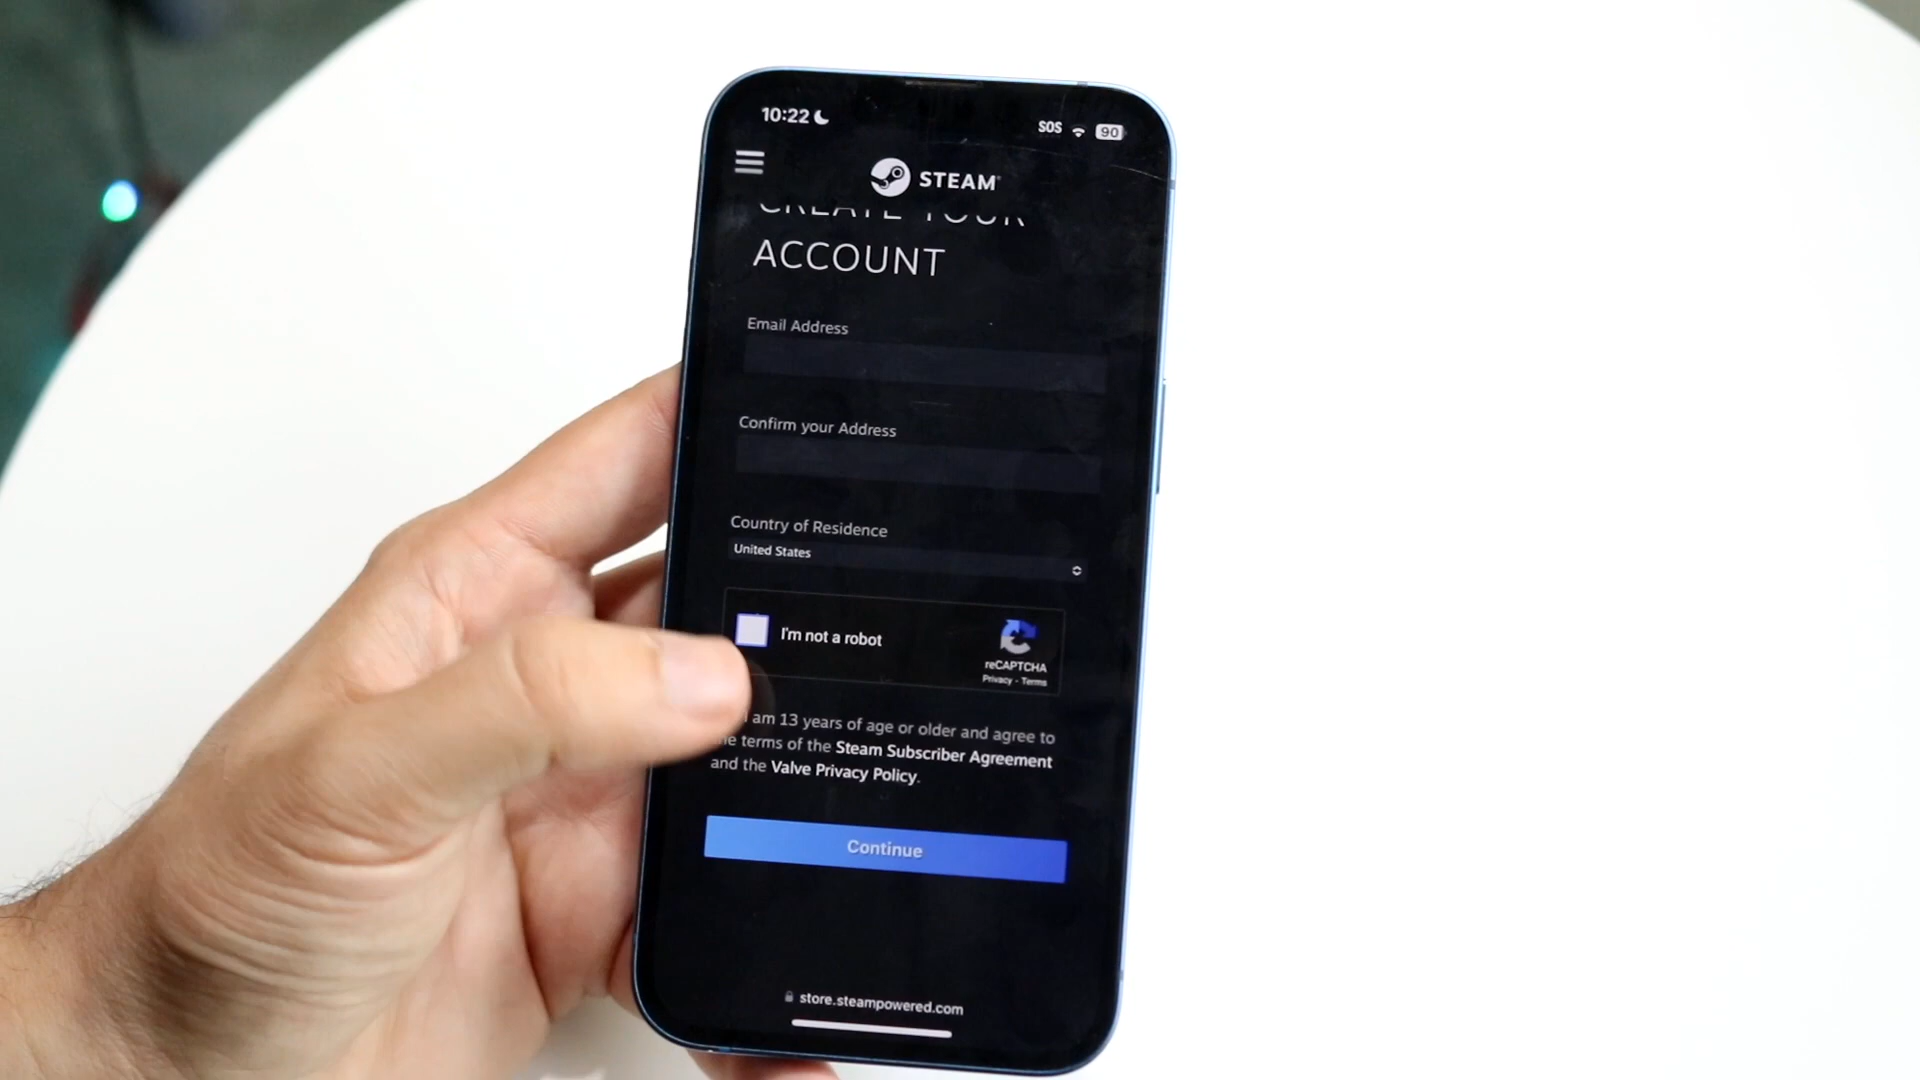 10:22
SOS 90
STEAM
CREATE YOUR
ACCOUNT
Email Address
Confirm your Address
Country of Residence
United States
I'm not a robot
reCAPTCHA
Privacy - Terms
am 13 years of age or older and agree to
terms of the Steam Subscriber Agreement
and the Valve Privacy Policy.
Continue
store.steampowered.com